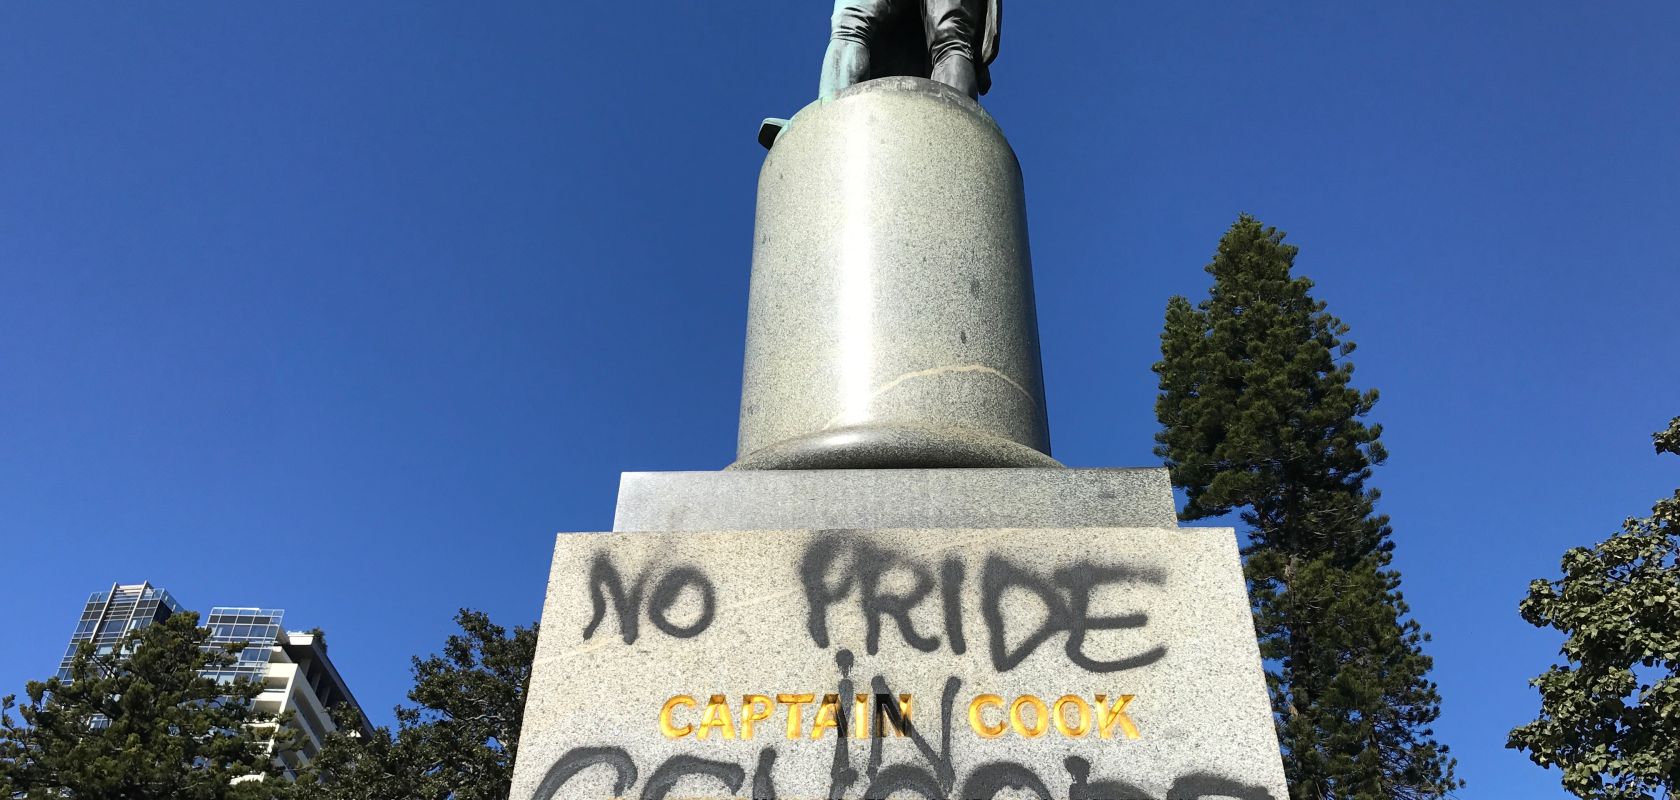 NO PRIDE
IN
CAPTAIN COOK